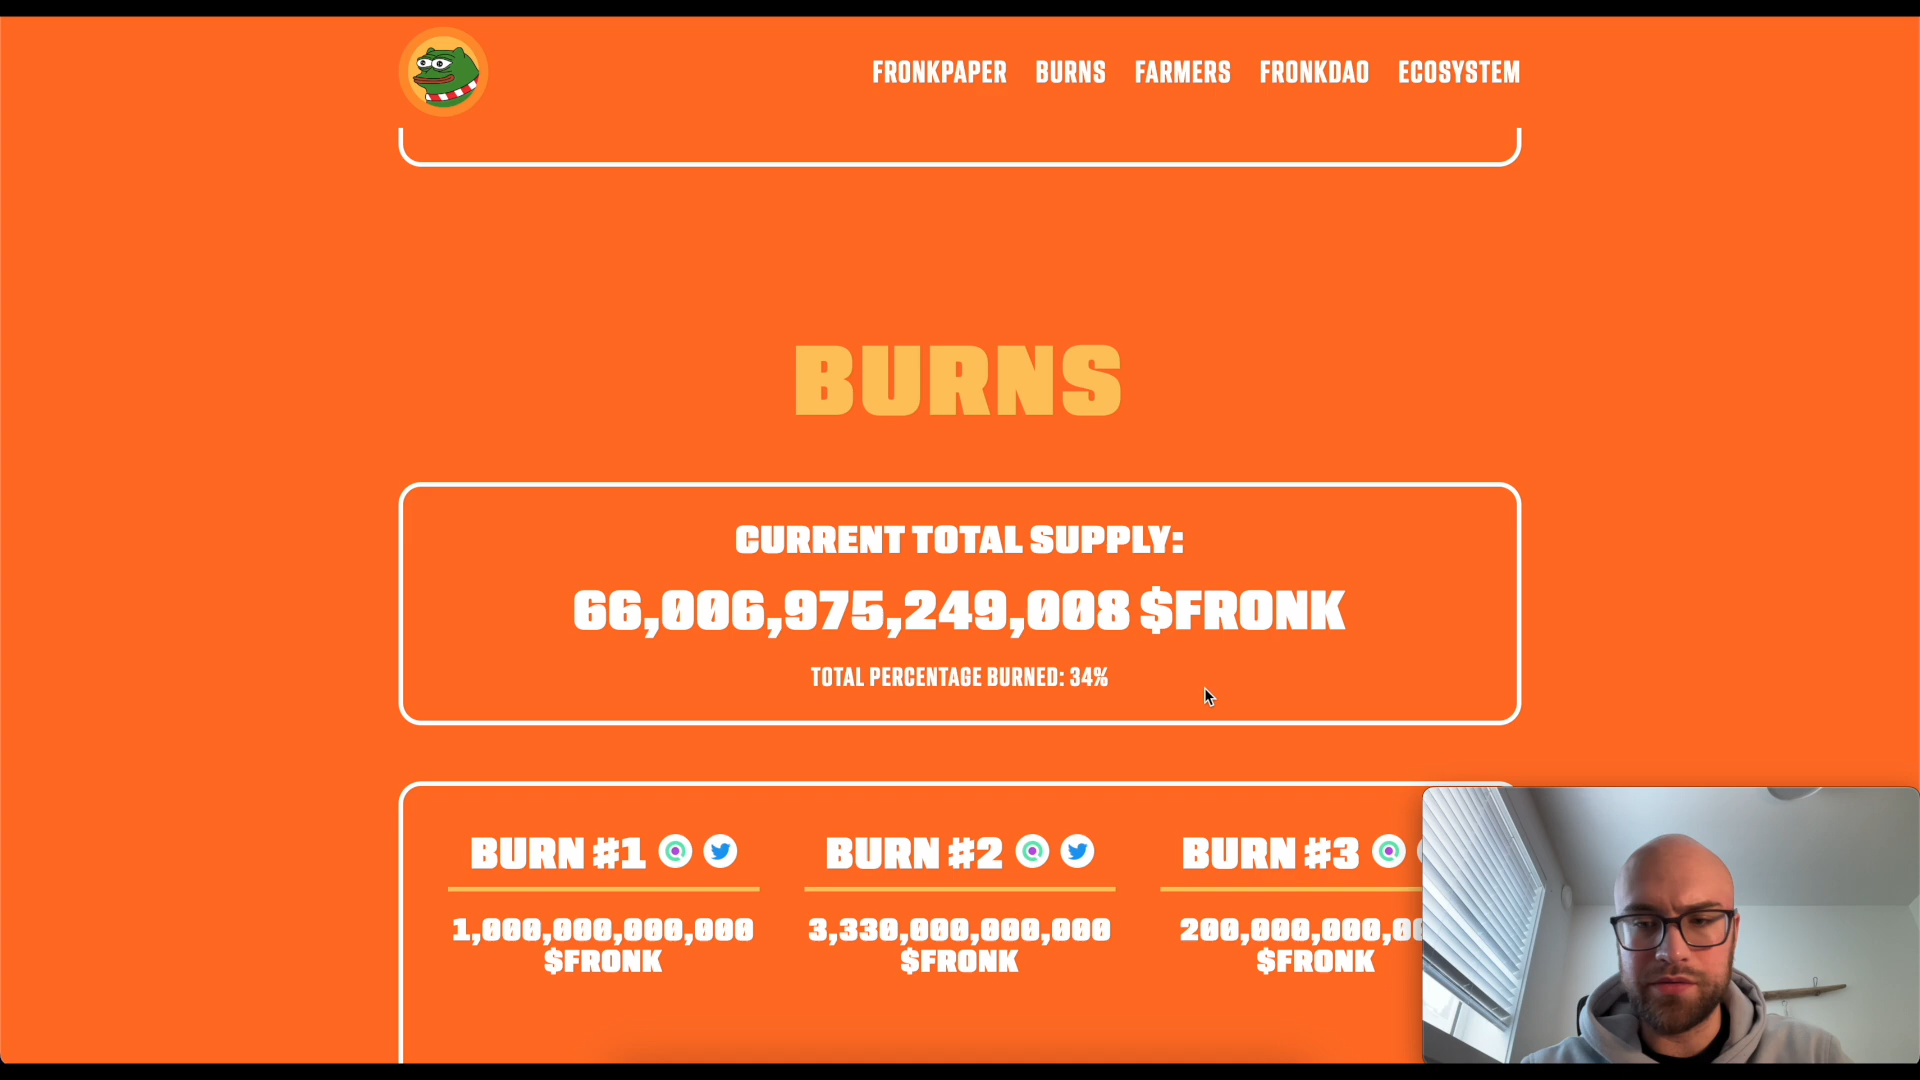 FRONKPAPER BURNS FARMERS FRONKDAO ECOSYSTEM
BURNS
CURRENT TOTAL SUPPLY:
66,006,975,249,008 $FRONK
TOTAL PERCENTAGE BURNED: 34%
BURN #1 BURN #2 BURN #3
1,000,000,000,000 3,330,000,000,000
$FRONK $FRONK $FRONK